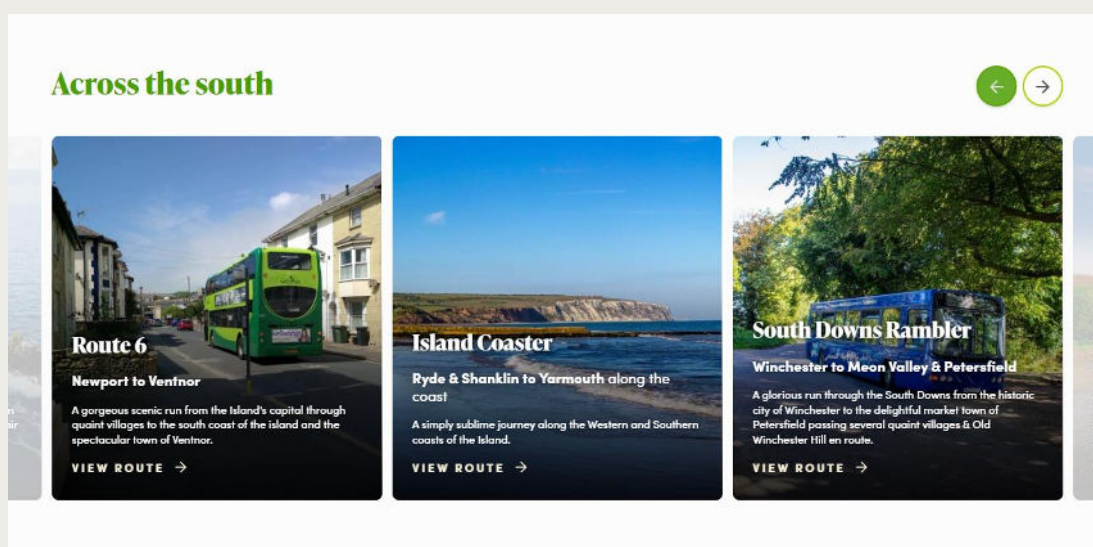 Across the south
Route 6
Newport to Ventnor
A gorgeous scenic run from the Island's capital through
quaint villages to the south coast of the island and the
spectacular town of Ventnor.
VIEW ROUTE →
Island Coaster
Ryde & Shanklin to Yarmouth along the
coast
A simply sublime journey along the Western and Southern
coasts of the Island.
VIEW ROUTE →
South Downs Rambler
Winchester to Meon Valley & Petersfield
A glorious run through the South Downs from the historic
city of Winchester to the delightful market town of
Petersfield passing several quaint villages & Old
Winchester Hill en route.
VIEW ROUTE →